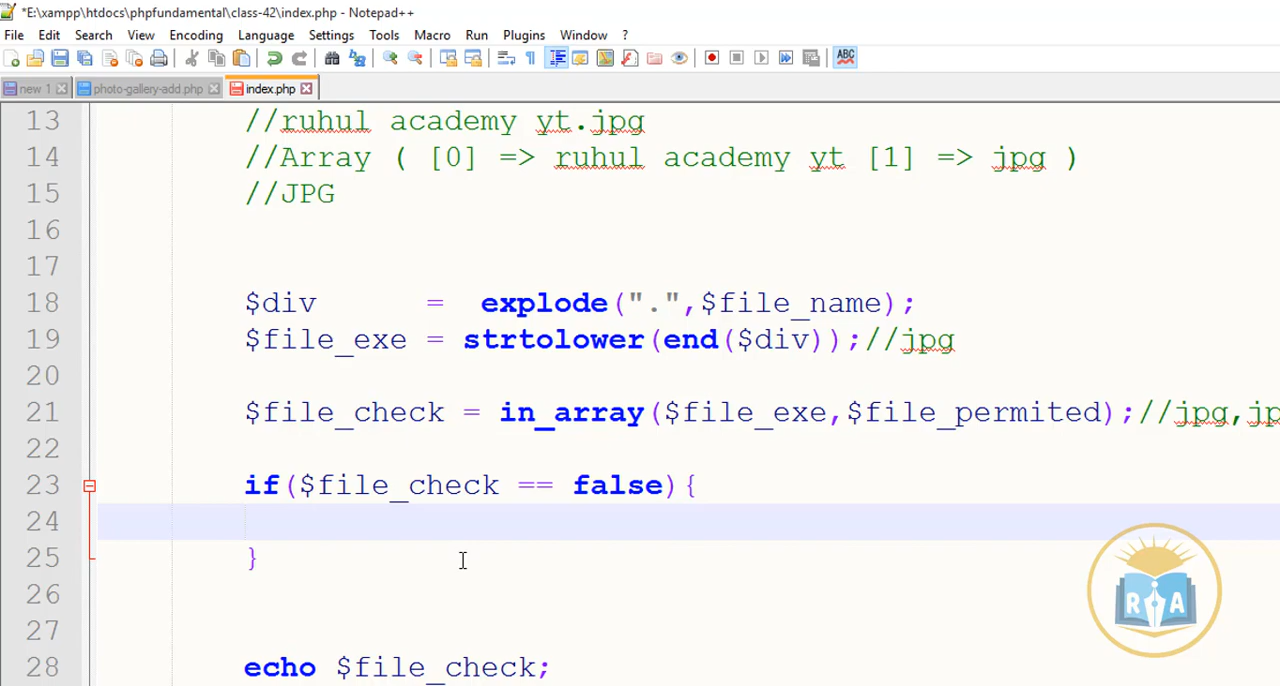 *E:\xampp\htdocs\phpfundamental\class-42\index.php - Notepad++
File Edit Search View Encoding Language Settings Tools Macro Run Plugins Window ?
ABC
new 1 photo-gallery-add.php index.php
13 //ruhul academy yt.jpg
14 //Array ( [0] => ruhul academy yt [1] => jpg )
15 //JPG
16
17
18 $div = explode(".",$file_name);
19 $file_exe = strtolower(end($div));//jpg
20
21 $file_check = in_array($file_exe,$file_permited);//jpg,jp
22
23 if($file_check == false){
24
25 }
26
27
28 echo $file_check;
R A